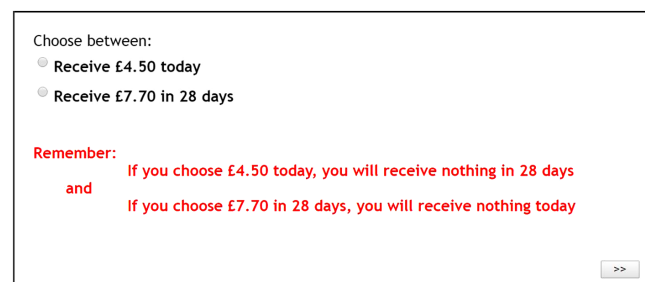 Choose between:
Receive £4.50 today
Receive £7.70 in 28 days
Remember:
If you choose £4.50 today, you will receive nothing in 28 days
and
If you choose £7.70 in 28 days, you will receive nothing today
>>